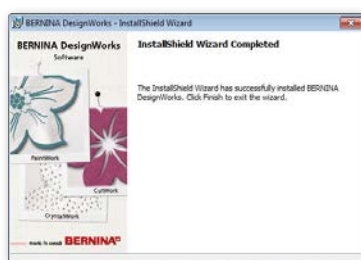 BERNINA DesignWorks - InstallShield Wizard
BERNINA DesignWorks
Software
PaintWork
CutWork
CrystalWork
made to create BERNINA
InstallShield Wizard Completed
The InstallShield Wizard has successfully installed BERNINA
DesignWorks. Click Finish to exit the wizard.